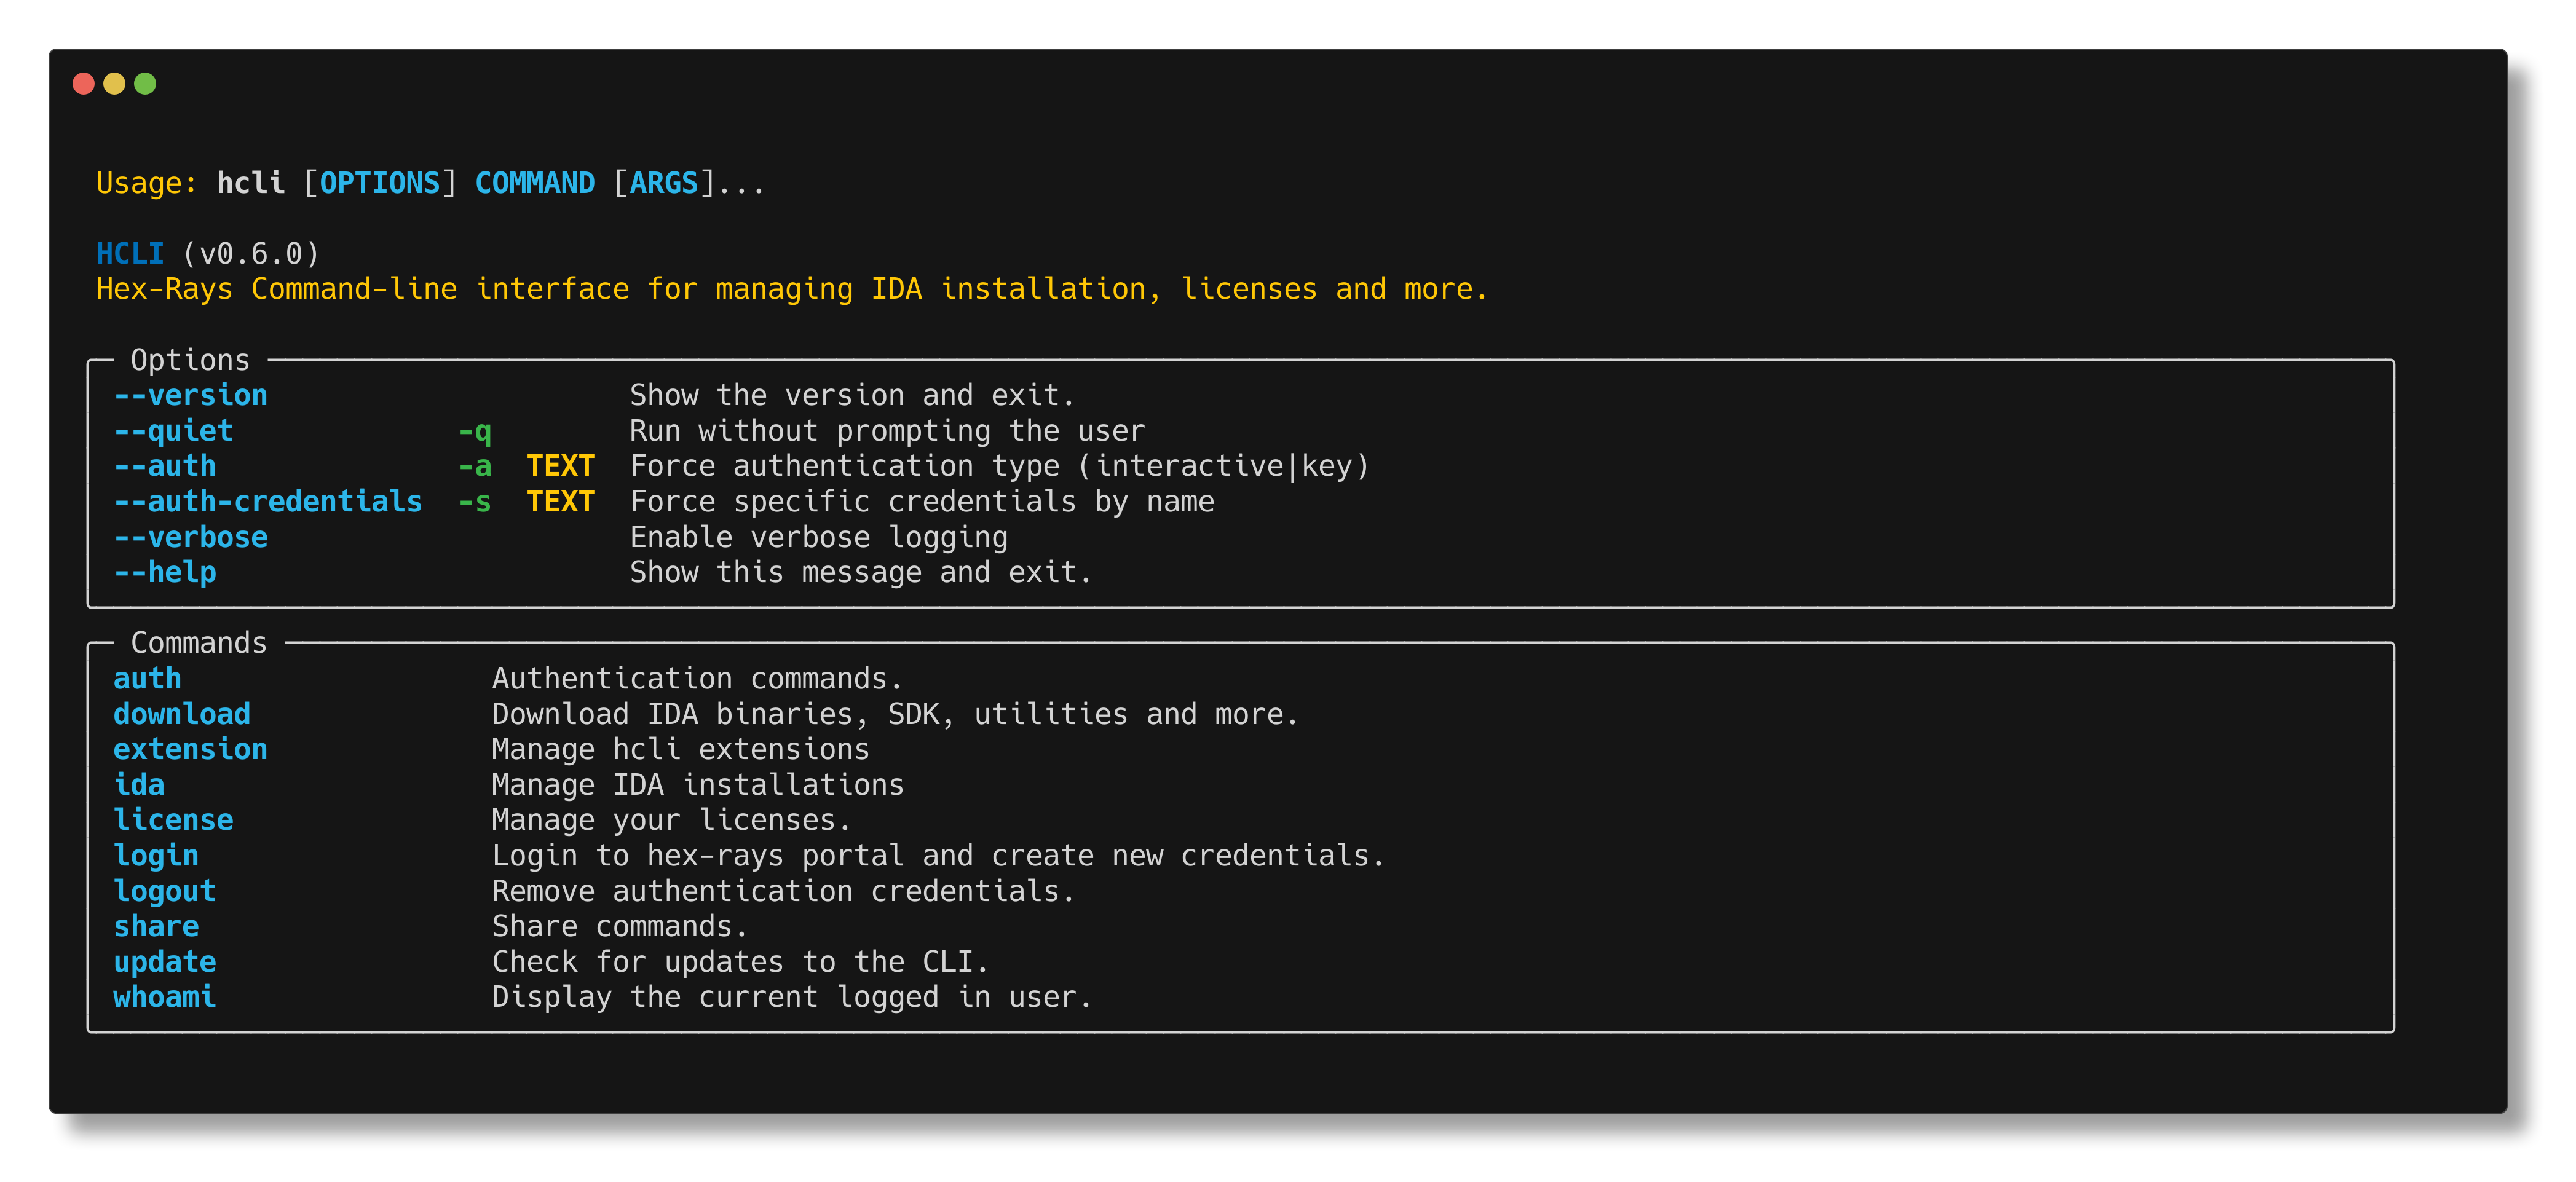 Usage: hcli [OPTIONS] COMMAND [ARGS]...
HCLI (v0.6.0)
Hex-Rays Command-line interface for managing IDA installation, licenses and more.
Options
--version Show the version and exit.
--quiet -q Run without prompting the user
--auth -a TEXT Force authentication type (interactive|key)
--auth-credentials -s TEXT Force specific credentials by name
--verbose Enable verbose logging
--help Show this message and exit.
Commands
auth Authentication commands.
download Download IDA binaries, SDK, utilities and more.
extension Manage hcli extensions
ida Manage IDA installations
license Manage your licenses.
login Login to hex-rays portal and create new credentials.
logout Remove authentication credentials.
share Share commands.
update Check for updates to the CLI.
whoami Display the current logged in user.